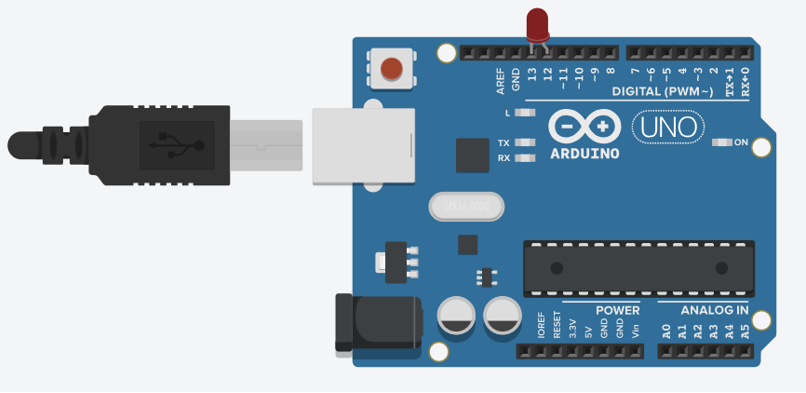 AREF
GND
13
12
~11
~10
~9
8
7
~6
~5
4
~3
2
TX→1
RX←0
DIGITAL (PWM~)
L
TX
RX
UNO
ARDUINO
ON
POWER
ANALOG IN
IOREF
RESET
3.3V
5V
GND
GND
Vin
A0
A1
A2
A3
A4
A5